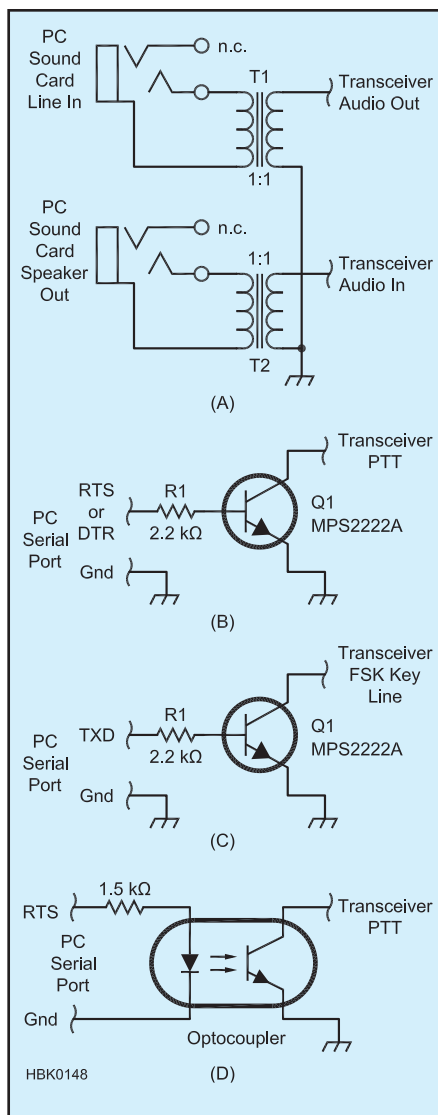 PC
Sound
Card
Line In
n.c.
T1
1:1
Transceiver
Audio Out
PC
Sound
Card
Speaker
Out
n.c.
1:1
T2
Transceiver
Audio In
(A)
PC
Serial
Port
RTS
or
DTR
Gnd
R1
2.2 kΩ
Q1
MPS2222A
Transceiver
PTT
(B)
PC
Serial
Port
TXD
Gnd
R1
2.2 kΩ
Q1
MPS2222A
Transceiver
FSK Key
Line
(C)
RTS
1.5 kΩ
PC
Serial
Port
Gnd
Transceiver
PTT
Optocoupler
HBK0148
(D)